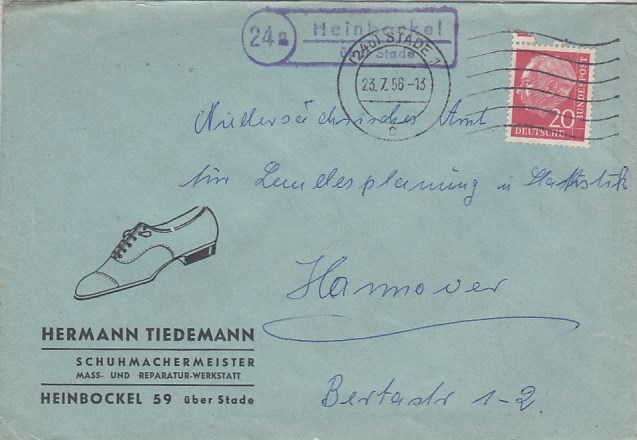 24a
Heinbockel
über Stade
(24a) STADE 1
23.7.56-13
c
20
DEUTSCHE
BUNDESPOST
Niedersächsisches Amt
für Landesplanung u Statistik
Hannover
Bertastr 1-2.
HERMANN TIEDEMANN
SCHUHMACHERMEISTER
MASS- UND REPARATUR-WERKSTATT
HEINBOCKEL 59 über Stade